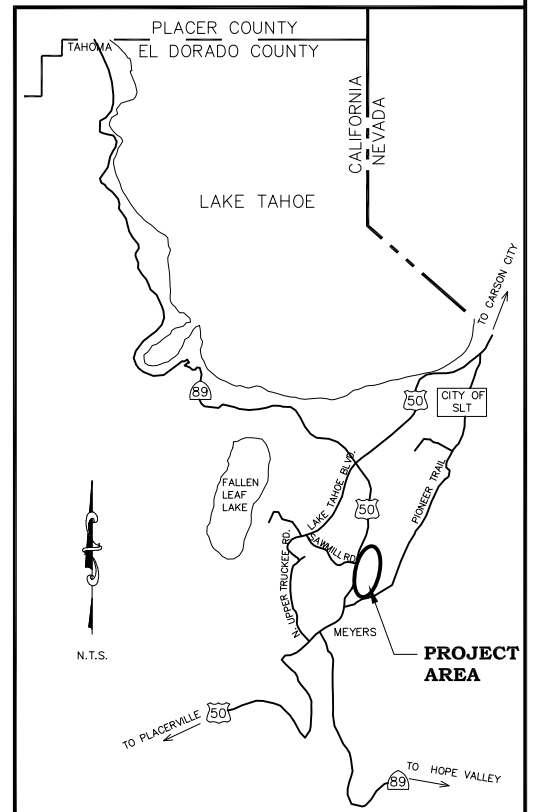 PLACER COUNTY
TAHOMA
EL DORADO COUNTY
CALIFORNIA
NEVADA
LAKE TAHOE
TO CARSON CITY
89
50
CITY OF
SLT
FALLEN
LEAF
LAKE
LAKE TAHOE BLVD.
50
PIONEER TRAIL
SAWMILL RD.
N. UPPER TRUCKEE RD.
MEYERS
PROJECT
AREA
N.T.S.
TO PLACERVILLE
50
TO HOPE VALLEY
89